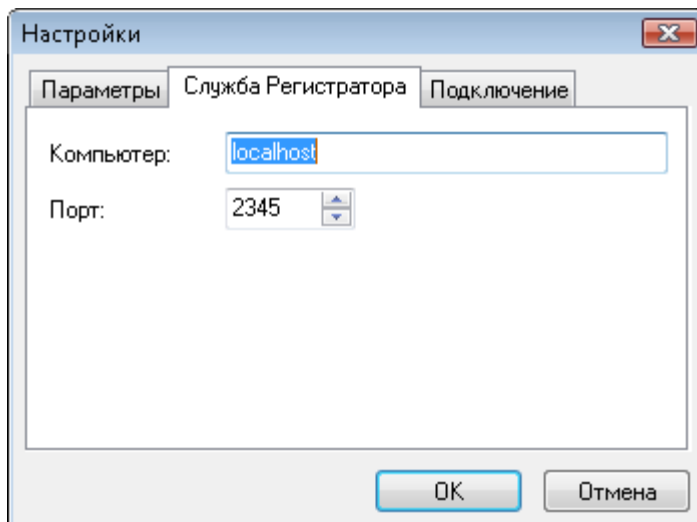 Настройки
Параметры Служба Регистратора Подключение
Компьютер: localhost
Порт: 2345
OK Отмена